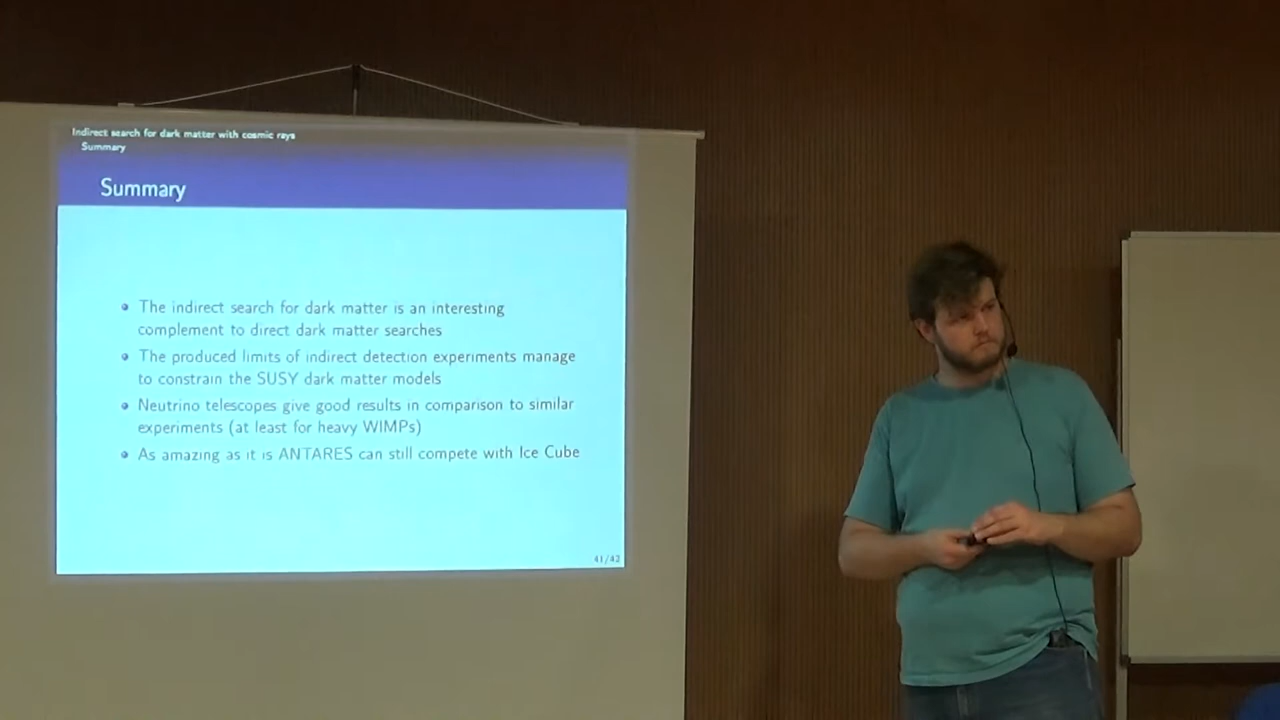 Indirect search for dark matter with cosmic rays
Summary
Summary
The indirect search for dark matter is an interesting
complement to direct dark matter searches
The produced limits of indirect detection experiments manage
to constrain the SUSY dark matter models
Neutrino telescopes give good results in comparison to similar
experiments (at least for heavy WIMPs)
As amazing as it is ANTARES can still compete with Ice Cube
41/42